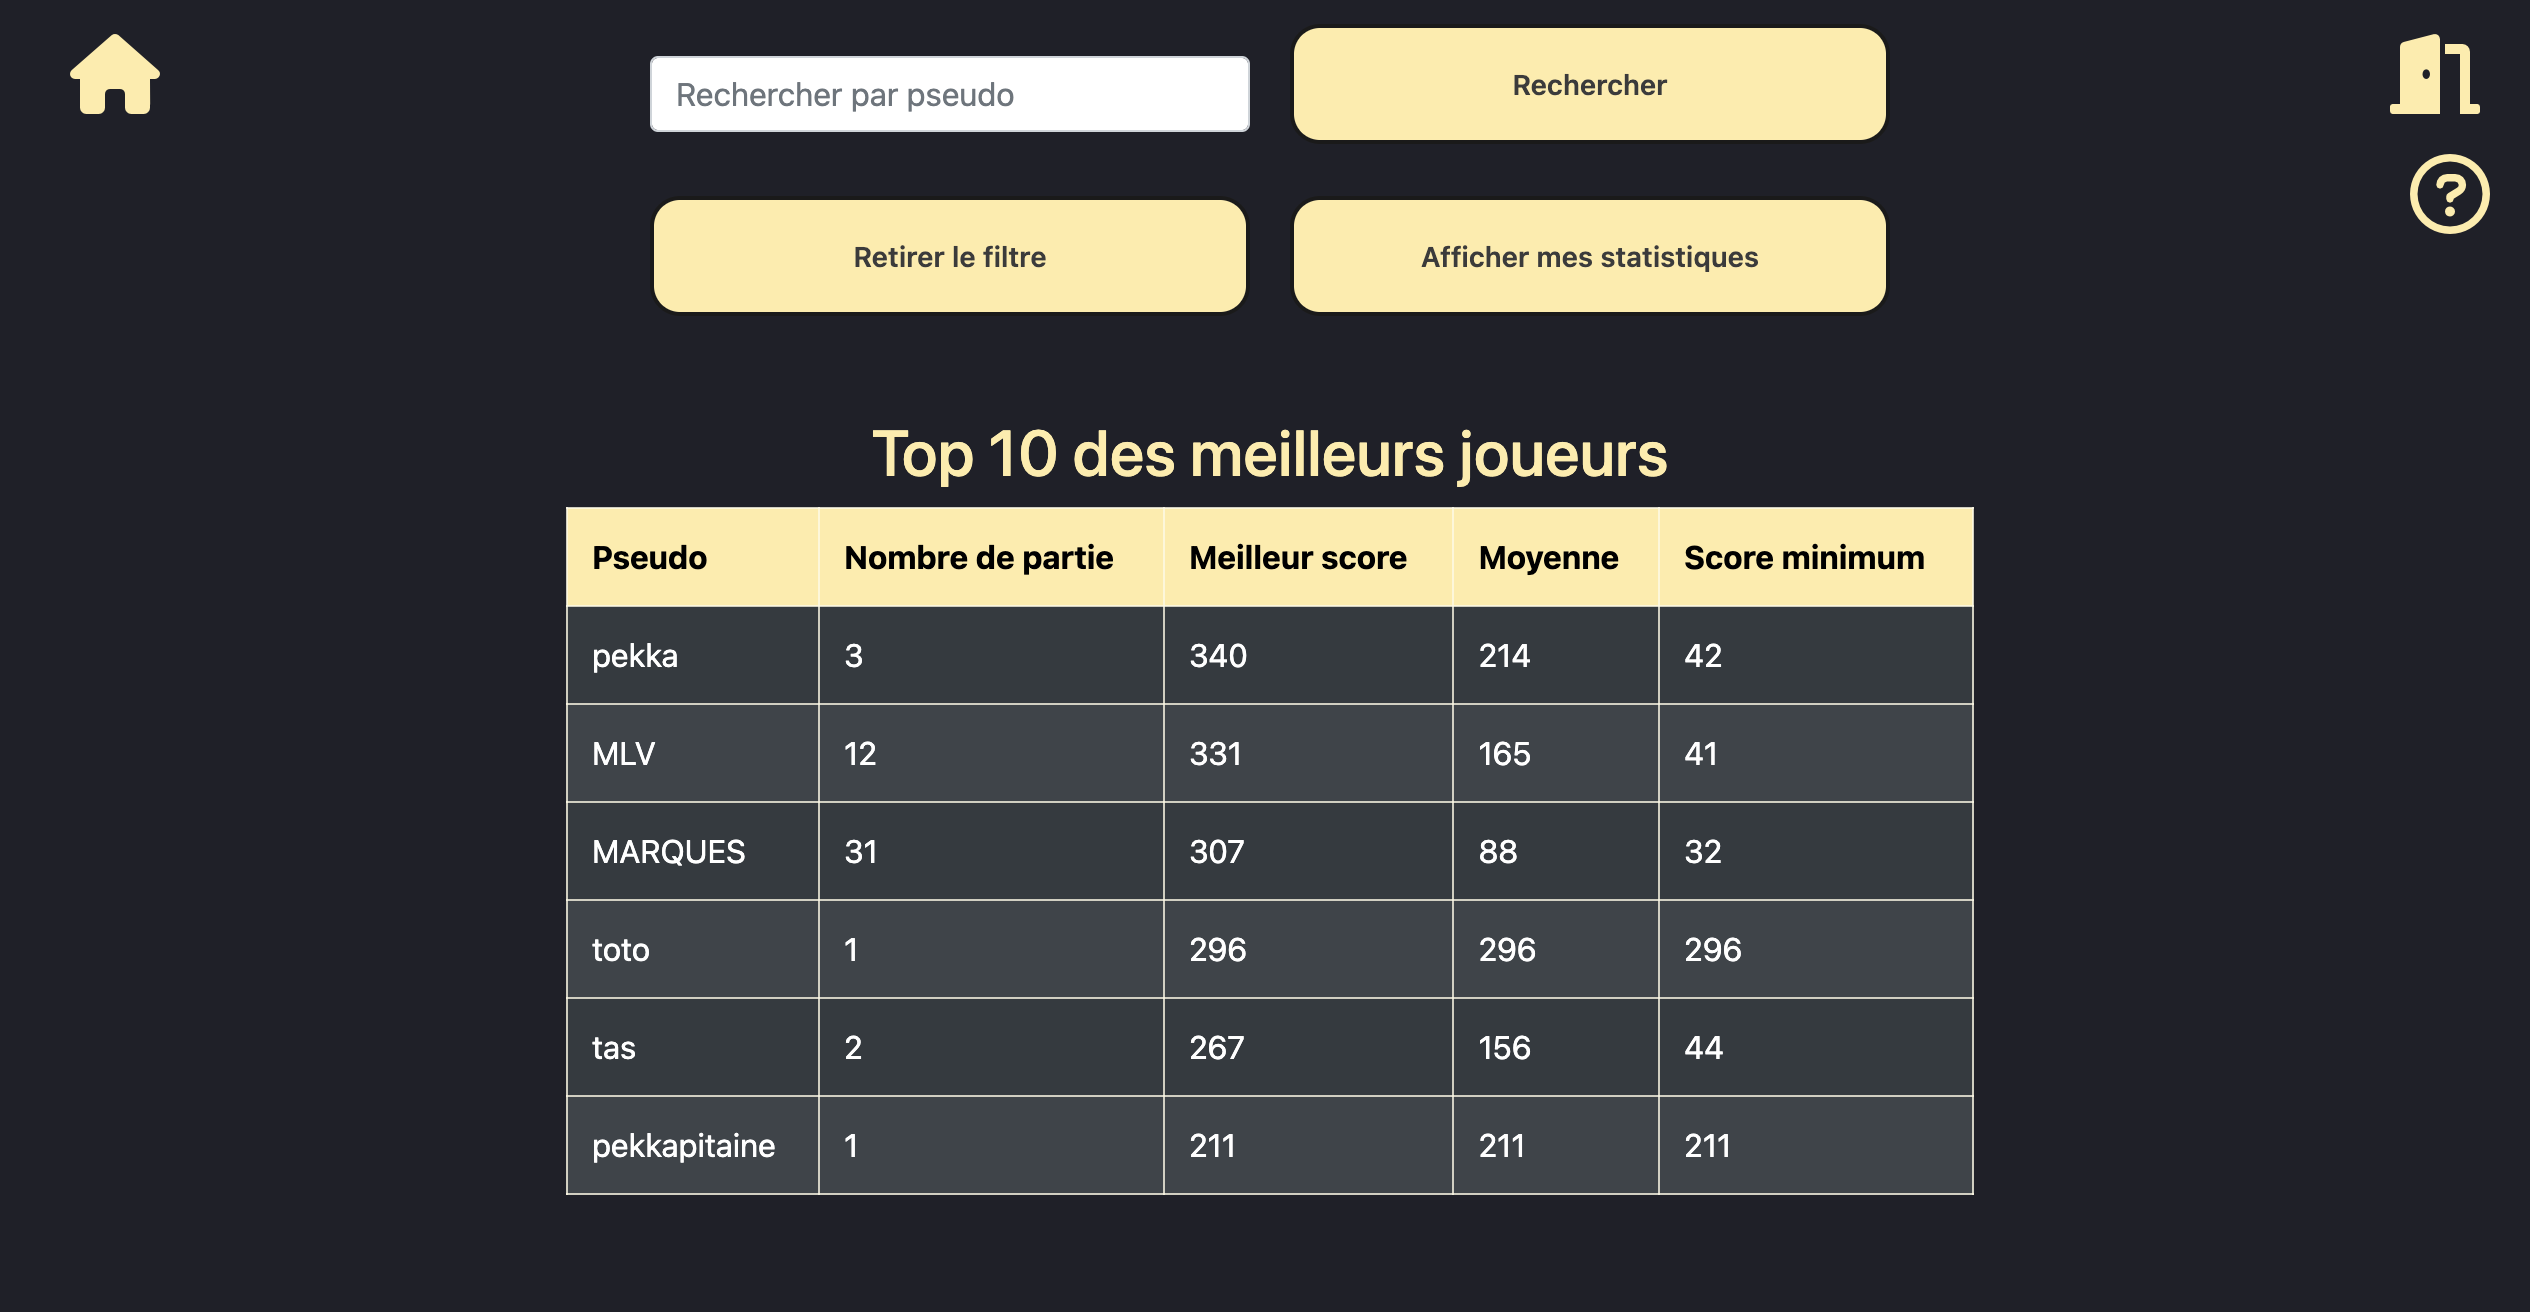 Rechercher par pseudo
Rechercher
Retirer le filtre
Afficher mes statistiques
Top 10 des meilleurs joueurs
Pseudo Nombre de partie Meilleur score Moyenne Score minimum
pekka 3 340 214 42
MLV 12 331 165 41
MARQUES 31 307 88 32
toto 1 296 296 296
tas 2 267 156 44
pekkapitaine 1 211 211 211